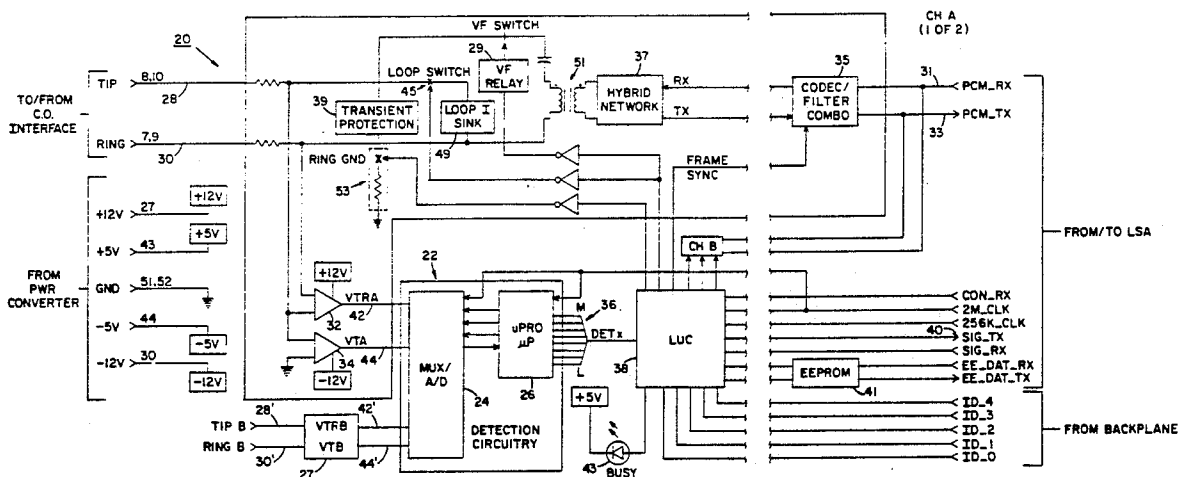 CH A
(1 OF 2)
VF SWITCH
20
29
VF
RELAY
51
37
HYBRID
NETWORK
RX
TX
35
CODEC/
FILTER
COMBO
31
PCM_RX
PCM_TX
33
TIP
8,10
28
LOOP SWITCH
45
TO/FROM
C.O.
INTERFACE
39
TRANSIENT
PROTECTION
LOOP I
SINK
49
RING
7,9
30
RING GND
X
53
FRAME
SYNC
+12V
27
+12V
+5V
43
+5V
FROM
PWR
CONVERTER
GND
51,52
-5V
44
-5V
-12V
30
-12V
CH B
FROM/TO LSA
22
+12V
VTRA
42
32
VTA
44
34
-12V
MUX/
A/D
24
uPRO
μP
26
M
36
L
DETx
LUC
38
CON_RX
2M_CLK
256K_CLK
40
SIG_TX
SIG_RX
EE_DAT_RX
EE_DAT_TX
EEPROM
41
+5V
DETECTION
CIRCUITRY
43
BUSY
TIP B
28'
RING B
30'
VTRB
VTB
27
42'
44'
ID_4
ID_3
ID_2
ID_1
ID_0
FROM BACKPLANE